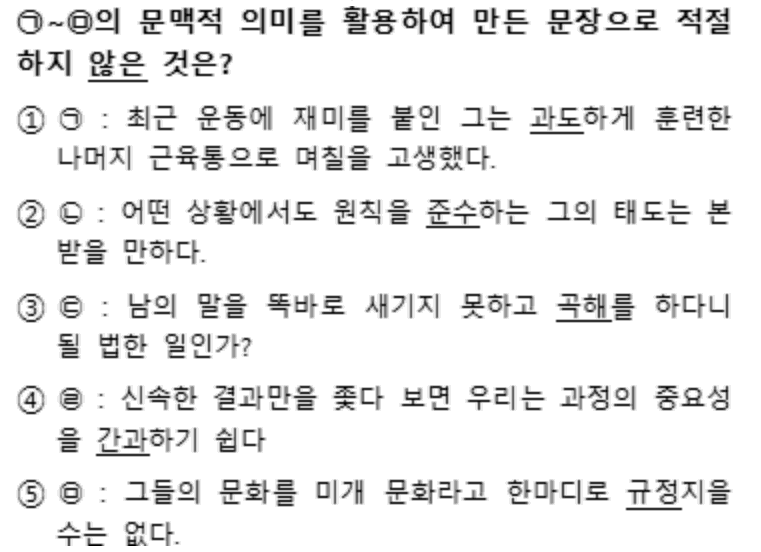 ㉠~㉤의 문맥적 의미를 활용하여 만든 문장으로 적절
하지 않은 것은?
① ㉠ : 최근 운동에 재미를 붙인 그는 과도하게 훈련한
나머지 근육통으로 며칠을 고생했다.
② ㉡ : 어떤 상황에서도 원칙을 준수하는 그의 태도는 본
받을 만하다.
③ ㉢ : 남의 말을 똑바로 새기지 못하고 곡해를 하다니
될 법한 일인가?
④ ㉣ : 신속한 결과만을 좇다 보면 우리는 과정의 중요성
을 간과하기 쉽다
⑤ ㉤ : 그들의 문화를 미개 문화라고 한마디로 규정지을
수는 없다.